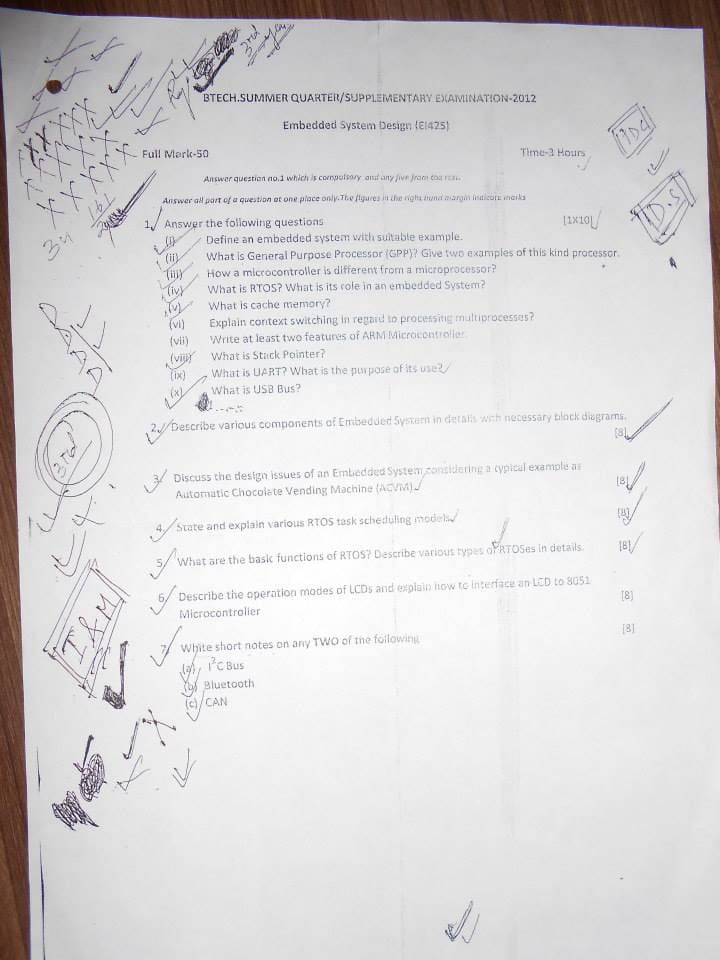 3rd
BTECH.SUMMER QUARTER/SUPPLEMENTARY EXAMINATION-2012
Embedded System Design (EI425)
Full Mark-50 Time-3 Hours
Answer question no.1 which is compulsory and any five from the rest.
Answer all part of a question at one place only.The figures in the right hand margin indicate marks
1. Answer the following questions [1X10]
(i) Define an embedded system with suitable example.
(ii) What is General Purpose Processor (GPP)? Give two examples of this kind processor.
(iii) How a microcontroller is different from a microprocessor?
(iv) What is RTOS? What is its role in an embedded System?
(v) What is cache memory?
(vi) Explain context switching in regard to processing multiprocesses?
(vii) Write at least two features of ARM Microcontroller.
(viii) What is Stack Pointer?
(ix) What is UART? What is the purpose of its use?
(x) What is USB Bus?
2. Describe various components of Embedded System in details with necessary block diagrams.
[8]
3. Discuss the design issues of an Embedded System considering a typical example as [8]
Automatic Chocolate Vending Machine (ACVM).
4. State and explain various RTOS task scheduling models. [8]
5. What are the basic functions of RTOS? Describe various types of RTOSes in details. [8]
6. Describe the operation modes of LCDs and explain how to interface an LCD to 8051 [8]
Microcontroller
7. Write short notes on any TWO of the following [8]
(a) I²C Bus
(b) Bluetooth
(c) CAN
3rd
I & M
D.S